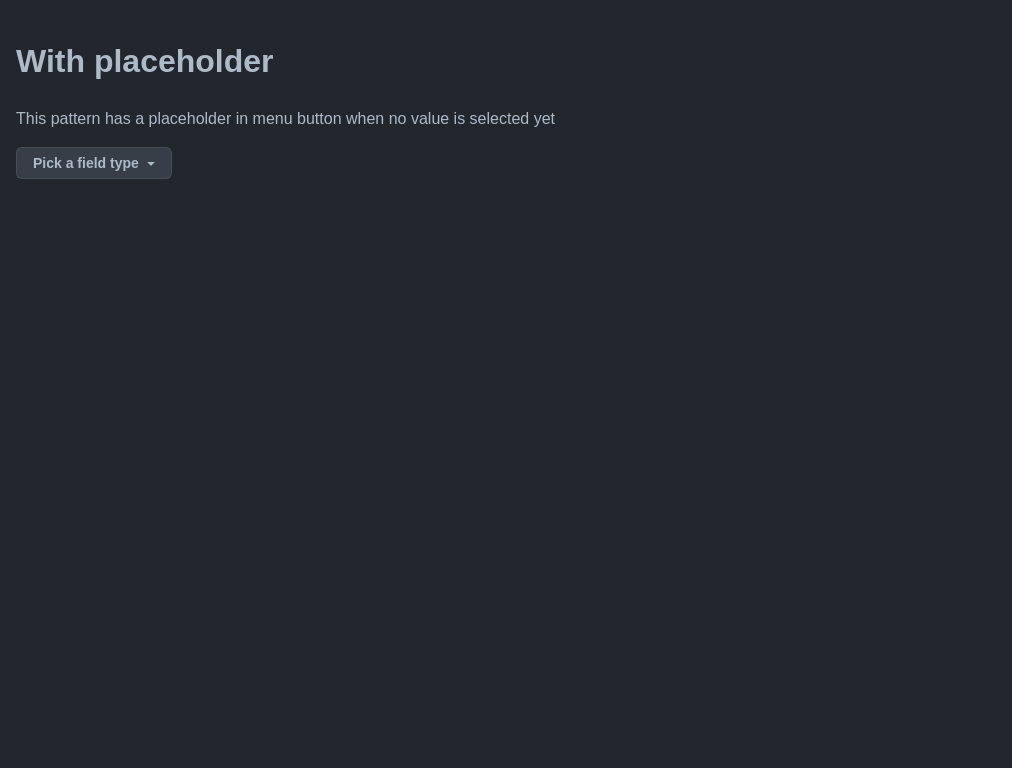 With placeholder
This pattern has a placeholder in menu button when no value is selected yet
Pick a field type